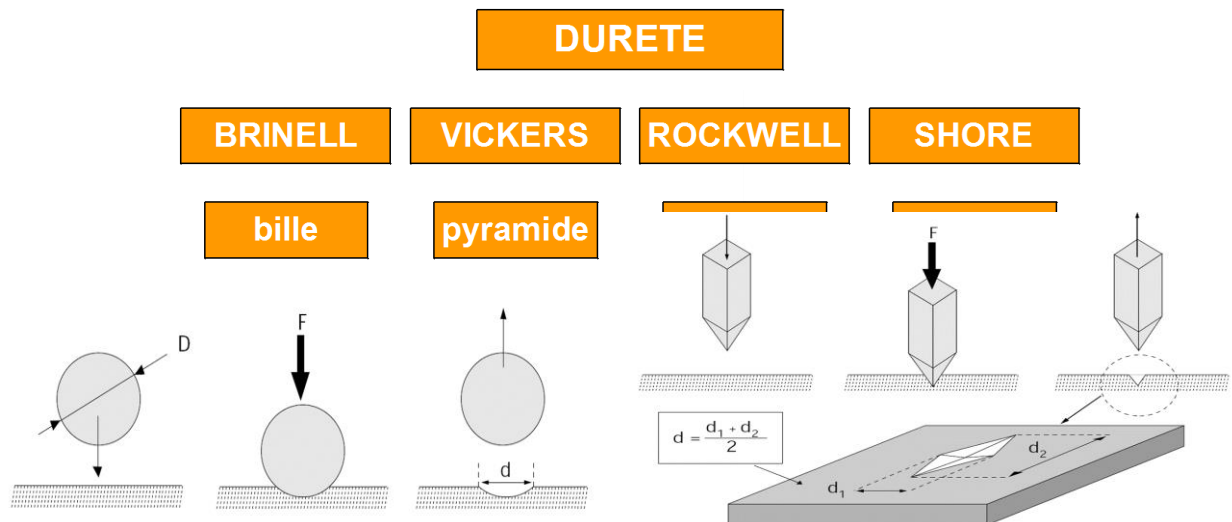 DURETE
BRINELL VICKERS ROCKWELL SHORE
bille pyramide
F
D
F
d
d = d₁ + d₂ / 2
d₂
d₁